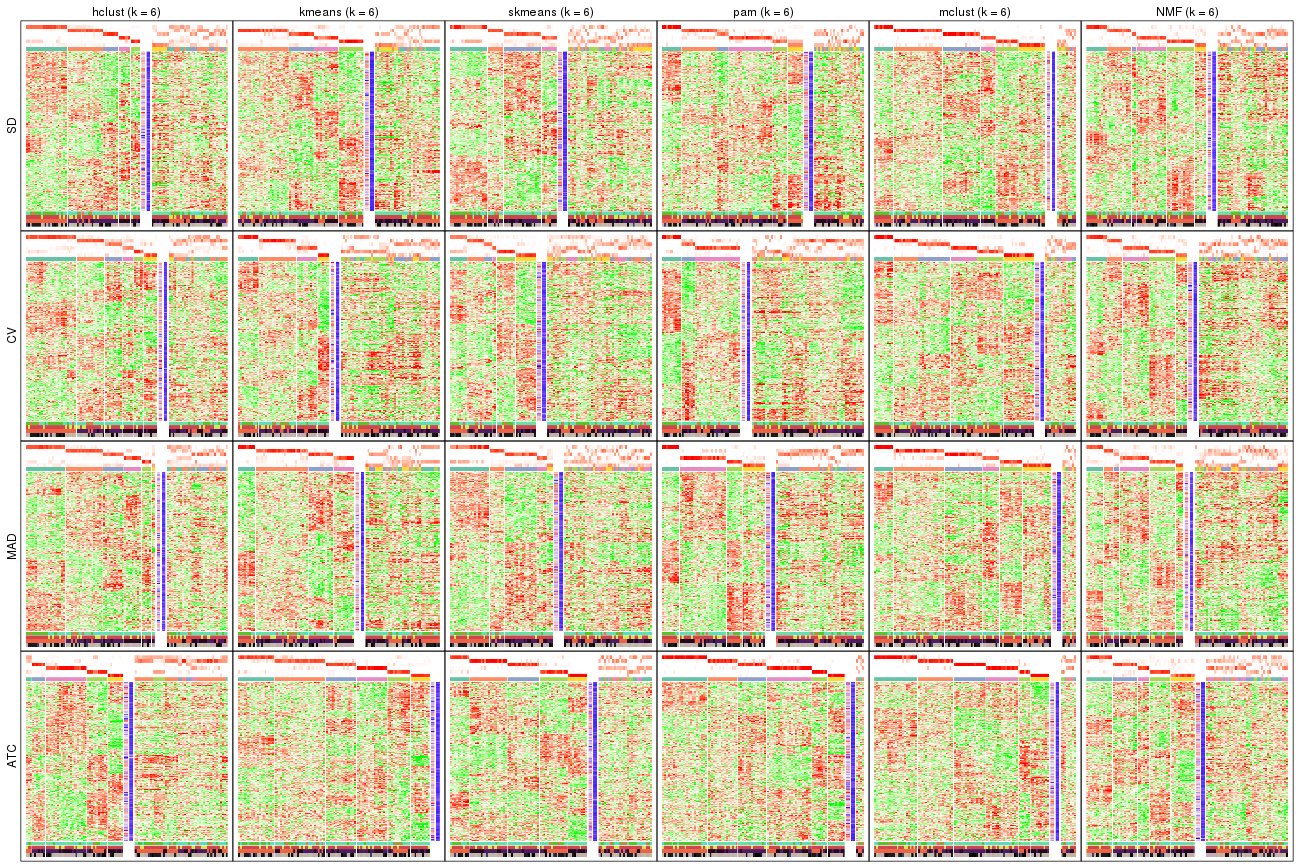 hclust (k = 6) kmeans (k = 6) skmeans (k = 6) pam (k = 6) mclust (k = 6) NMF (k = 6)
SD
CV
MAD
ATC